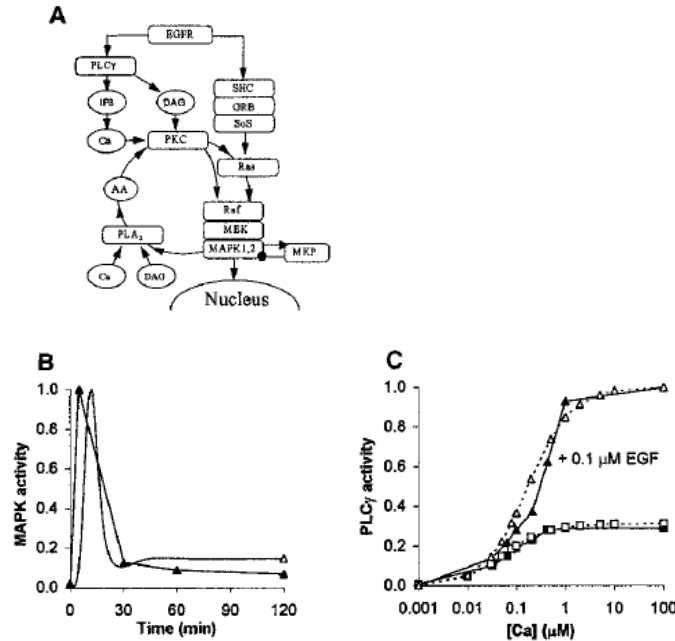 A
EGFR
PLCγ
SHC
GRB
SoS
IP3
DAG
Ca
PKC
Ras
AA
Raf
MEK
MAPK1,2
MKP
PLA2
Ca
DAG
Nucleus
B
MAPK activity
1.0
0.8
0.6
0.4
0.2
0.0
0
30
60
90
120
Time (min)
C
PLCγ activity
1.0
0.8
0.6
0.4
0.2
0.0
+ 0.1 μM EGF
0.001
0.01
0.1
1
10
100
[Ca] (μM)